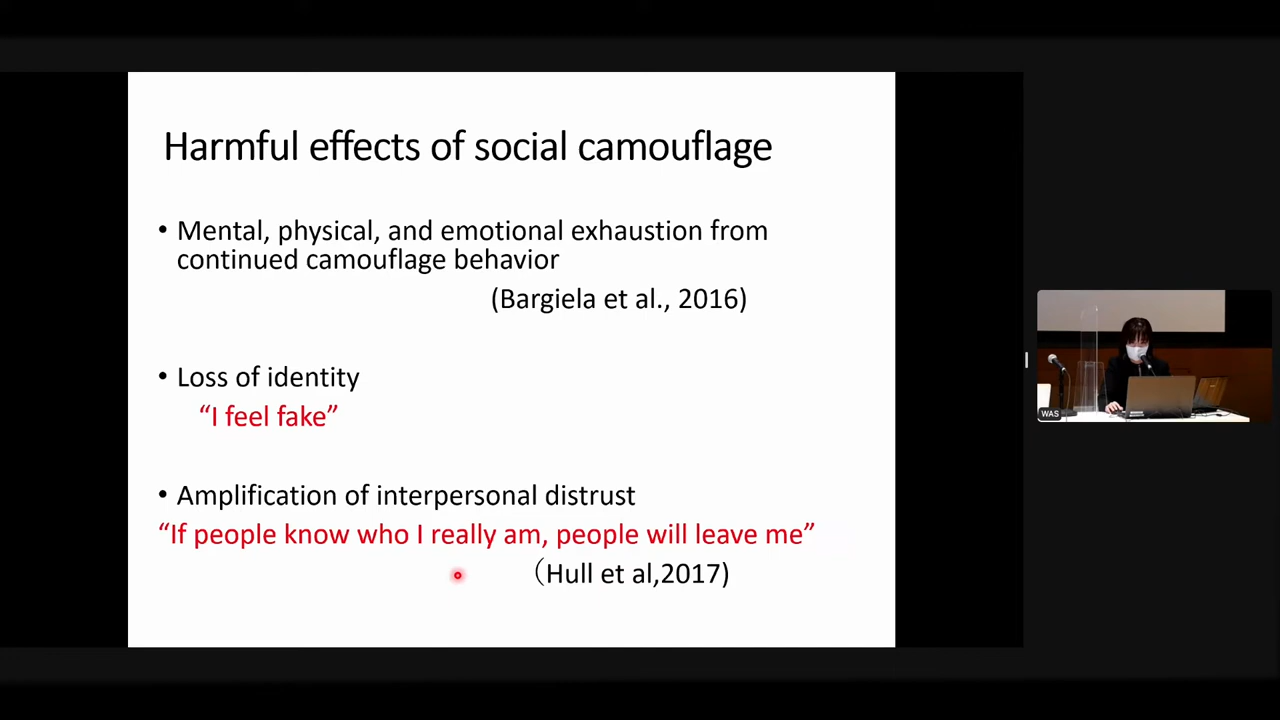 Harmful effects of social camouflage
• Mental, physical, and emotional exhaustion from
continued camouflage behavior
(Bargiela et al., 2016)
• Loss of identity
“I feel fake”
• Amplification of interpersonal distrust
“If people know who I really am, people will leave me”
（Hull et al,2017)
WAS